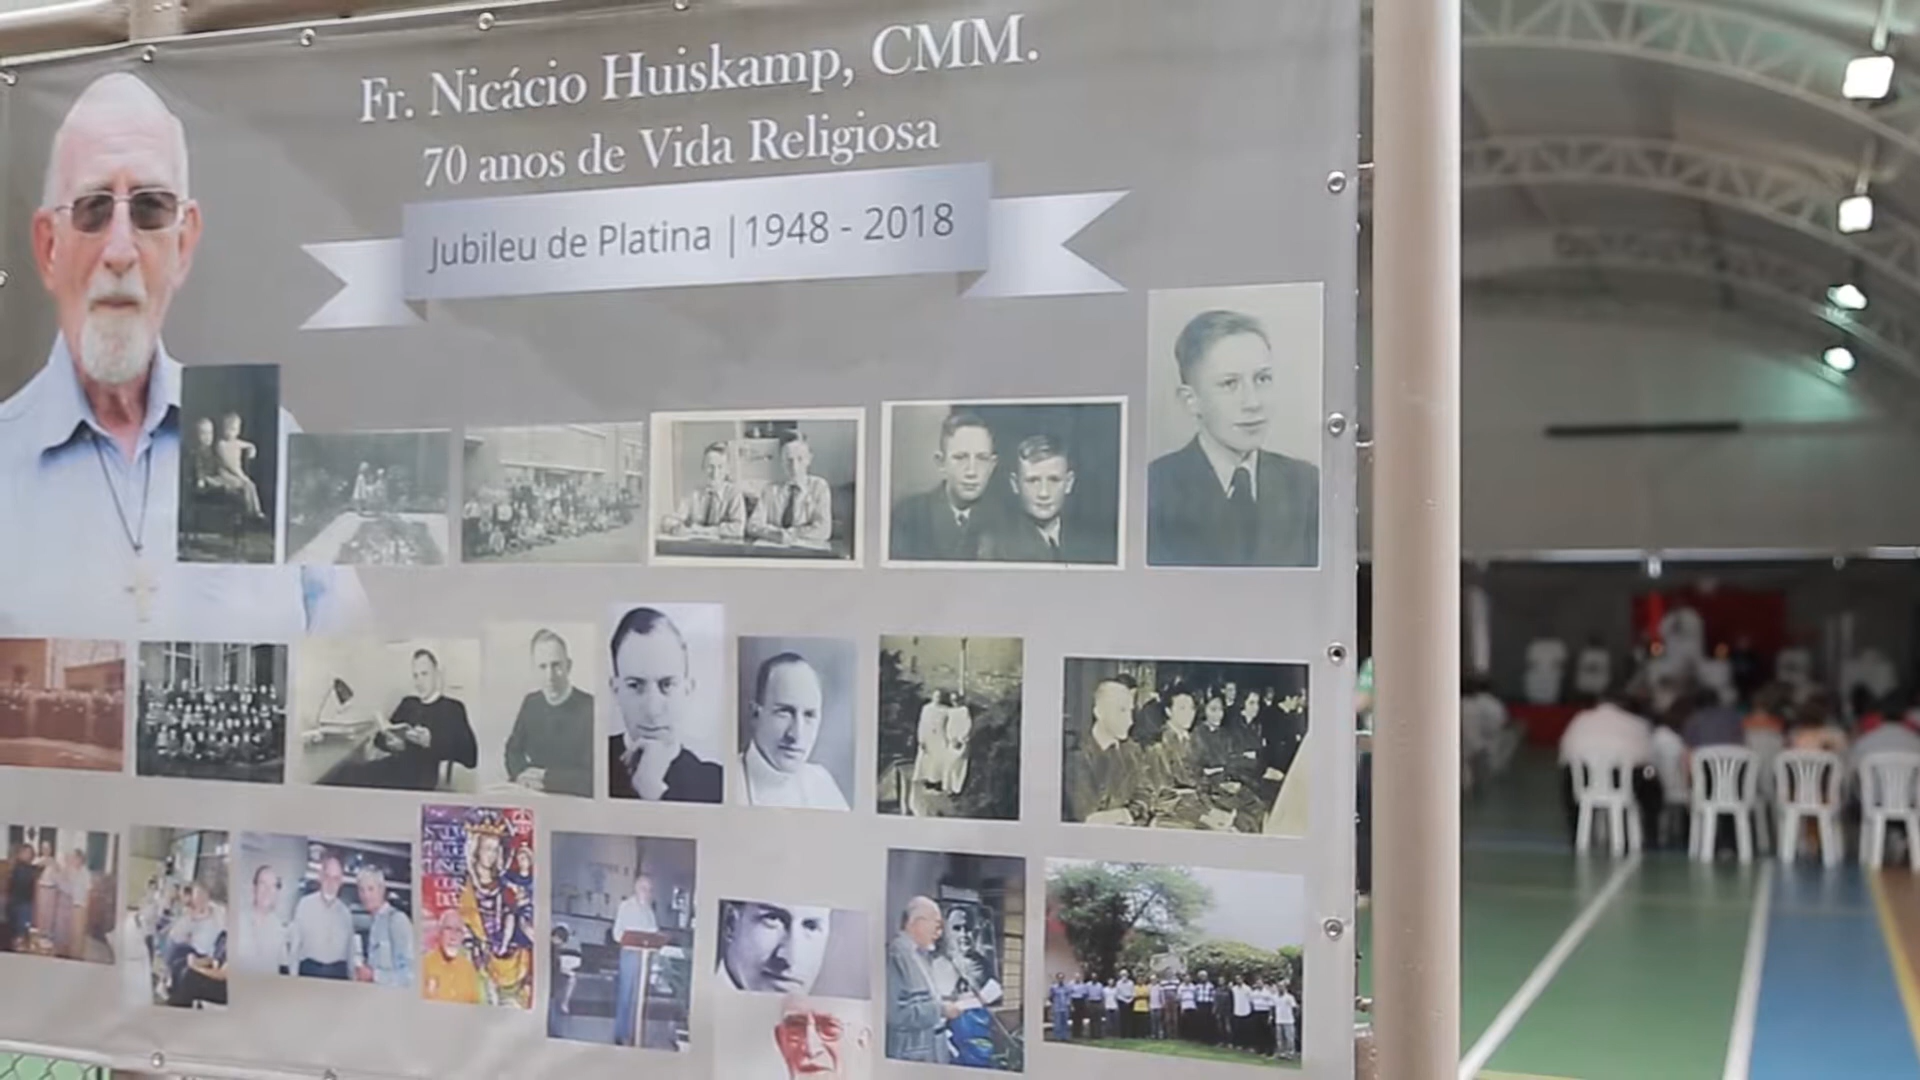 Fr. Nicácio Huiskamp, CMM.
70 anos de Vida Religiosa
Jubileu de Platina | 1948 - 2018